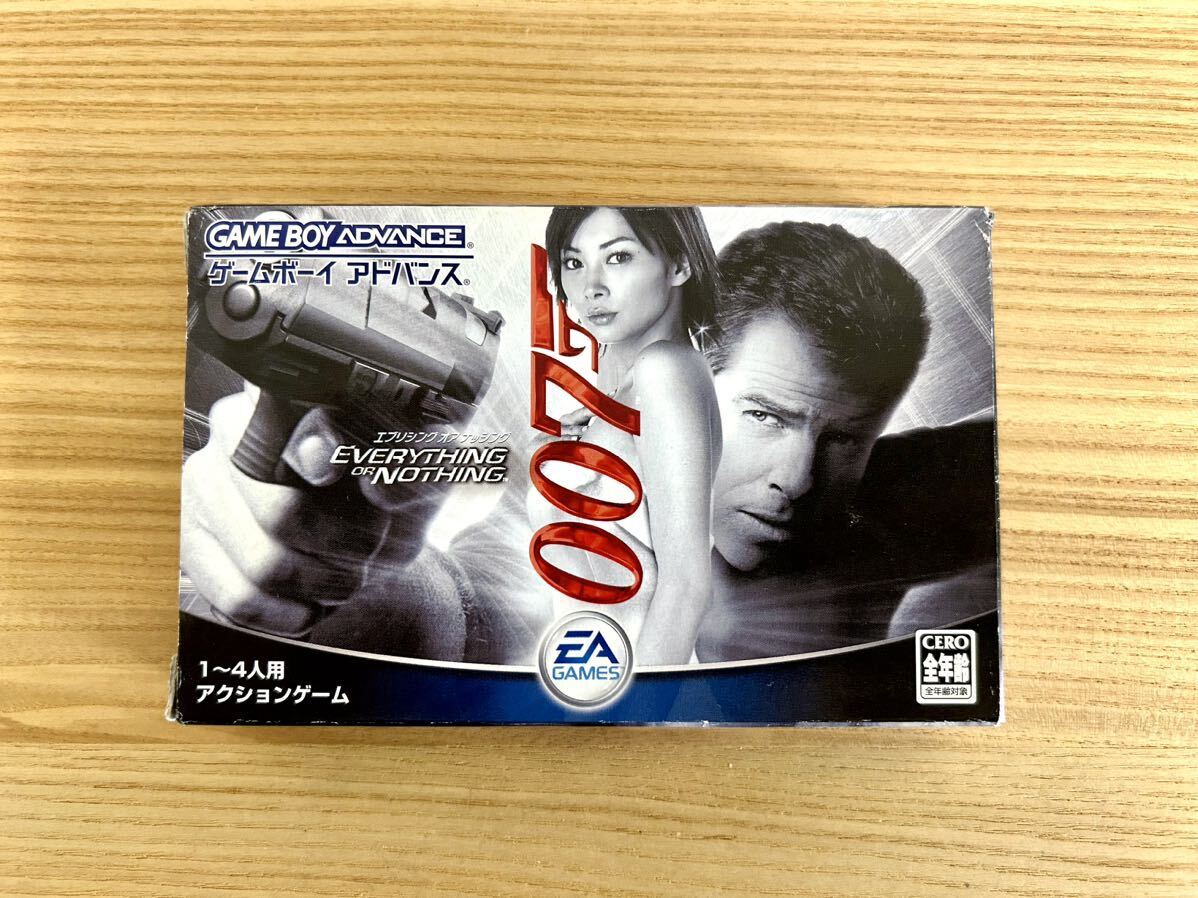 GAME BOY ADVANCE®
ゲームボーイ アドバンス®
エブリシング オア ナッシング
EVERYTHING
OR NOTHING™
007
EA
GAMES
1〜4人用
アクションゲーム
CERO
全年齢
全年齢対象